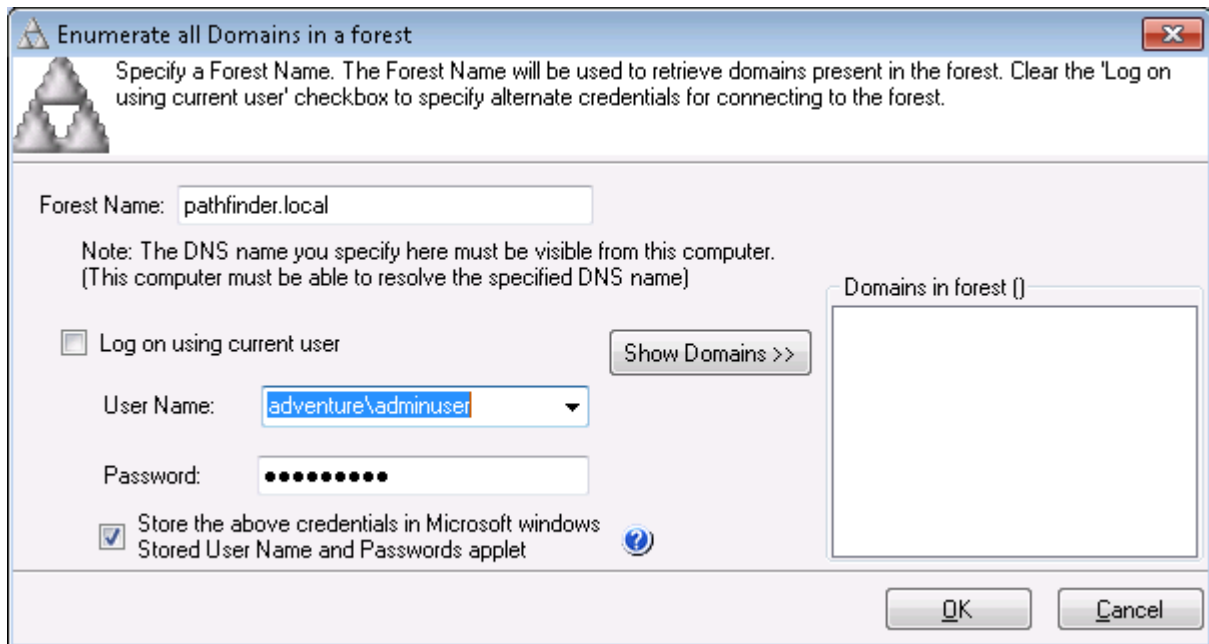 Enumerate all Domains in a forest
Specify a Forest Name. The Forest Name will be used to retrieve domains present in the forest. Clear the 'Log on
using current user' checkbox to specify alternate credentials for connecting to the forest.
Forest Name: pathfinder.local
Note: The DNS name you specify here must be visible from this computer.
(This computer must be able to resolve the specified DNS name)
Domains in forest ()
Log on using current user
Show Domains >>
User Name: adventure\adminuser
Password: •••••••••
Store the above credentials in Microsoft windows
Stored User Name and Passwords applet
OK
Cancel